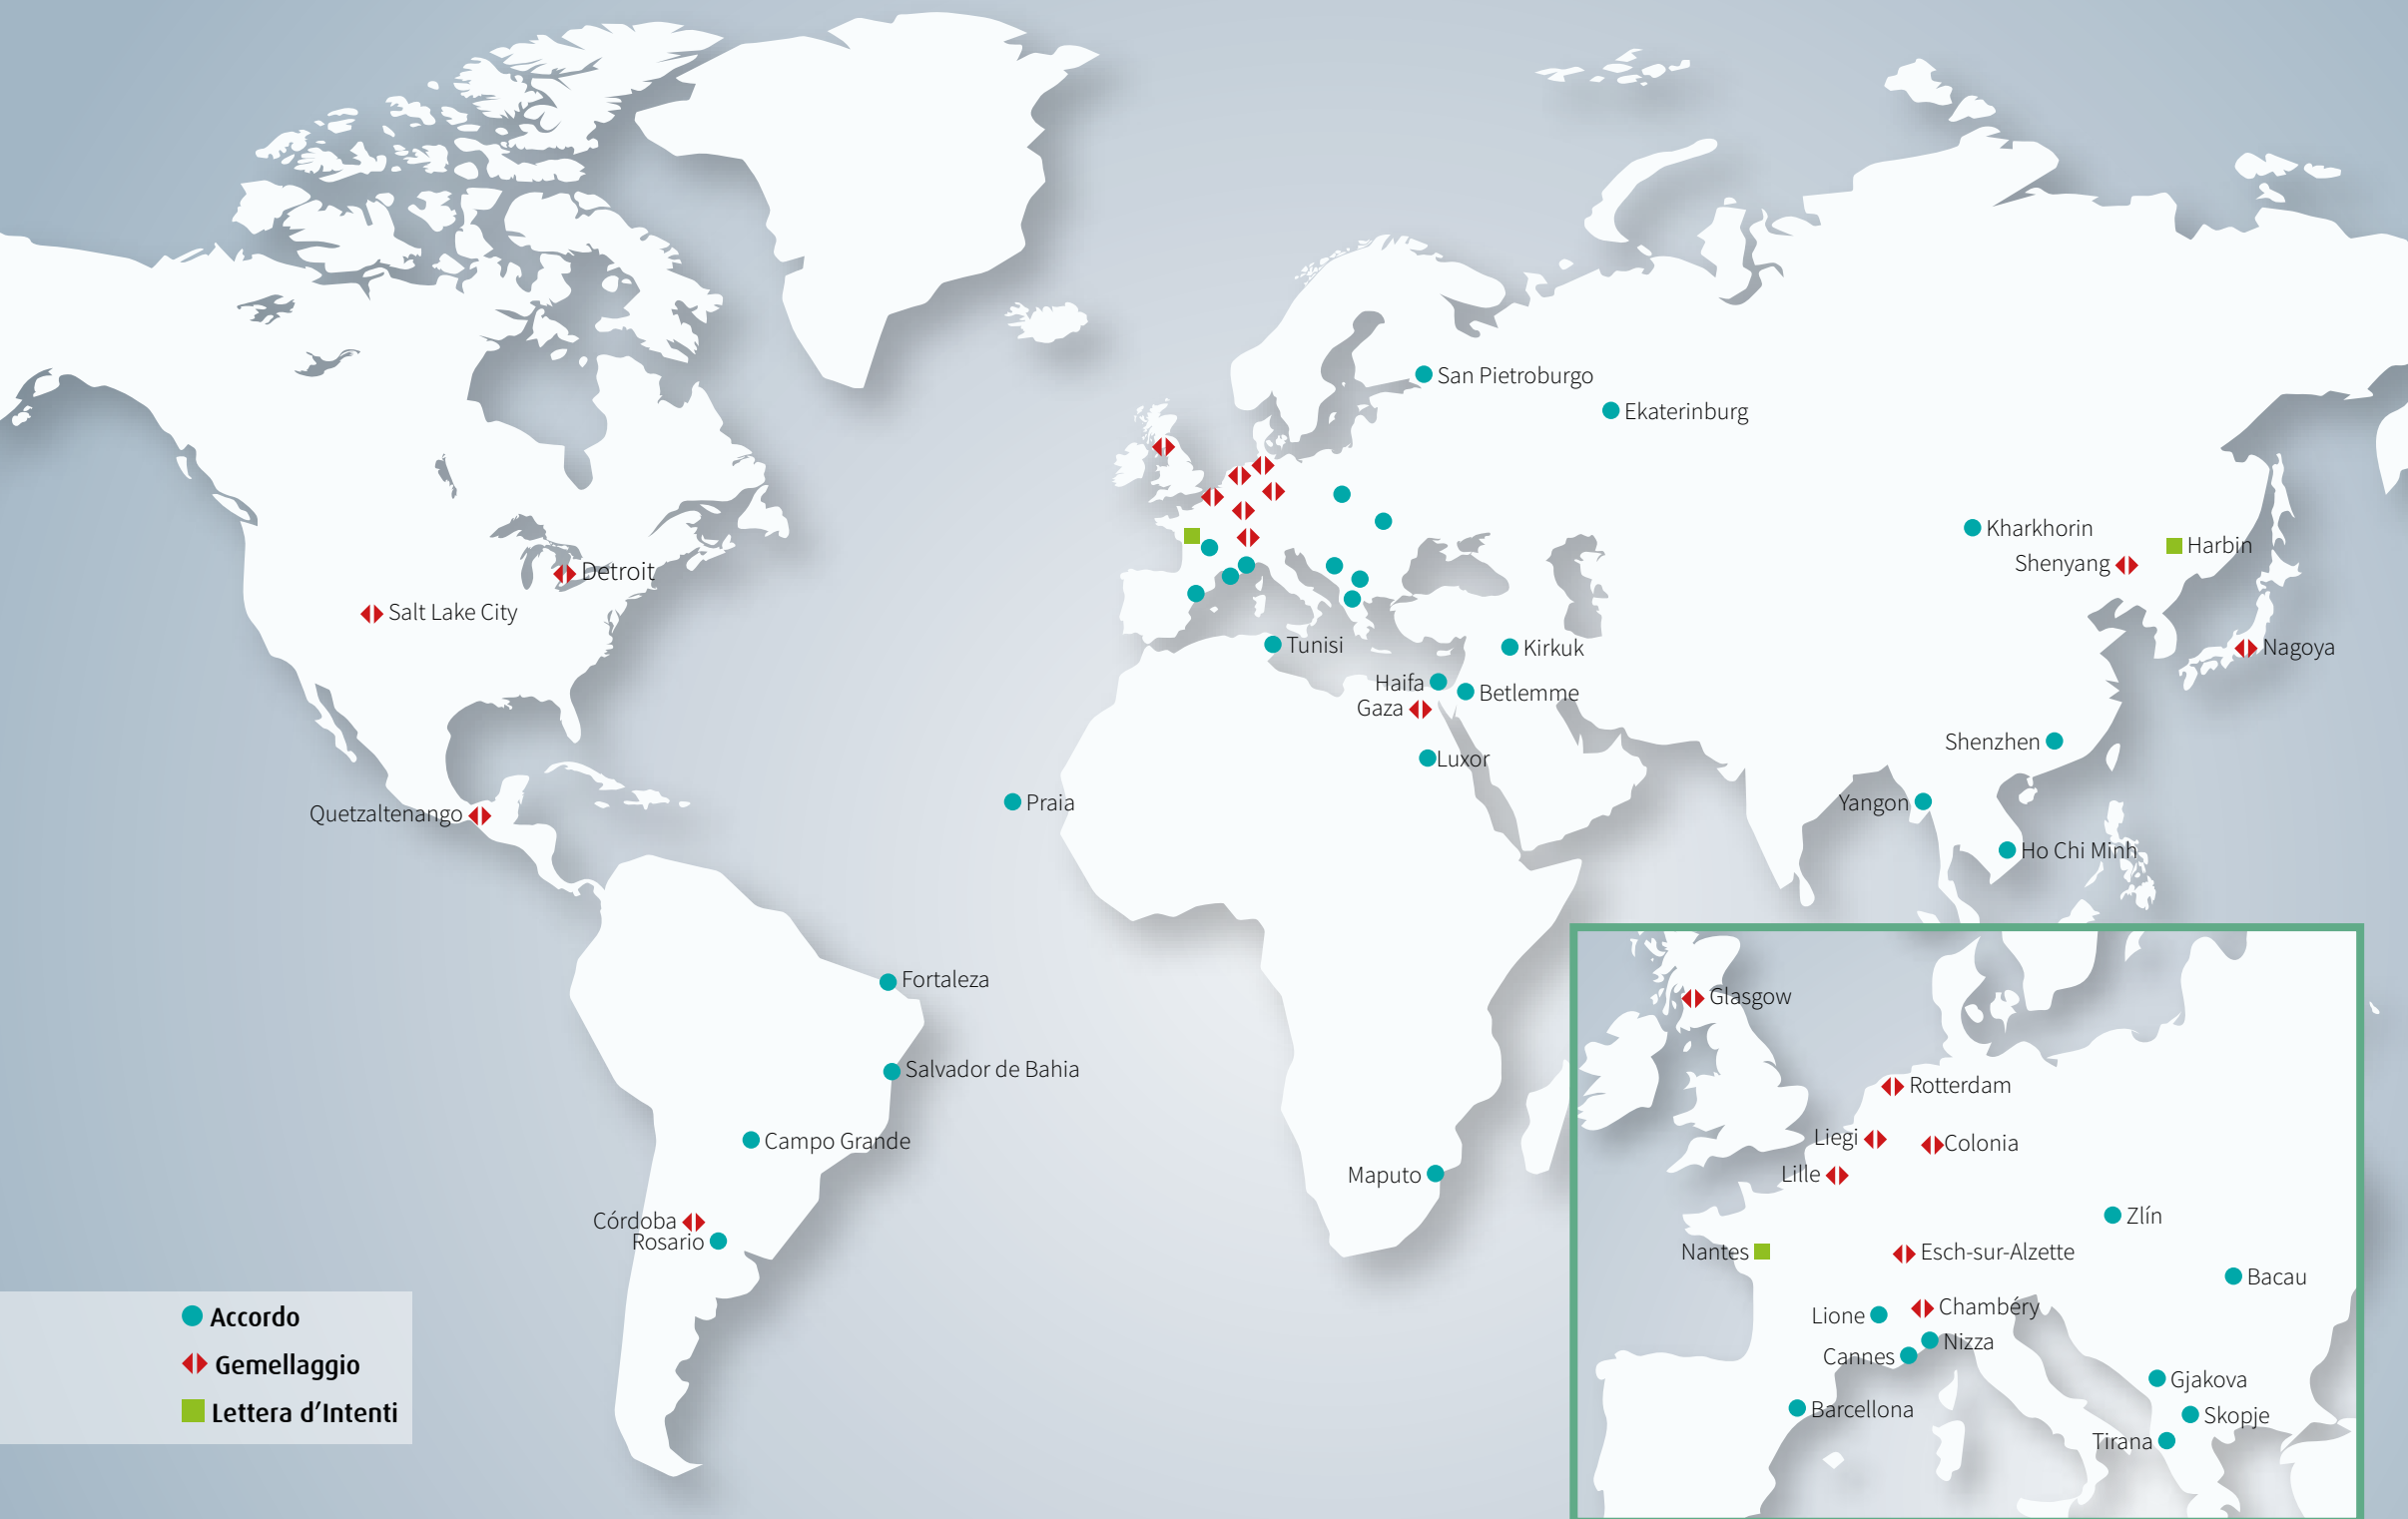 San Pietroburgo
Ekaterinburg
Kharkhorin
Harbin
Shenyang
Detroit
Salt Lake City
Tunisi
Kirkuk
Nagoya
Haifa
Betlemme
Gaza
Shenzhen
Luxor
Praia
Yangon
Quetzaltenango
Ho Chi Minh
Fortaleza
Salvador de Bahia
Campo Grande
Maputo
Córdoba
Rosario
Glasgow
Rotterdam
Liegi
Colonia
Lille
Zlín
Nantes
Esch-sur-Alzette
Bacau
Chambéry
Lione
Nizza
Cannes
Gjakova
Barcellona
Skopje
Tirana
Accordo
Gemellaggio
Lettera d'Intenti